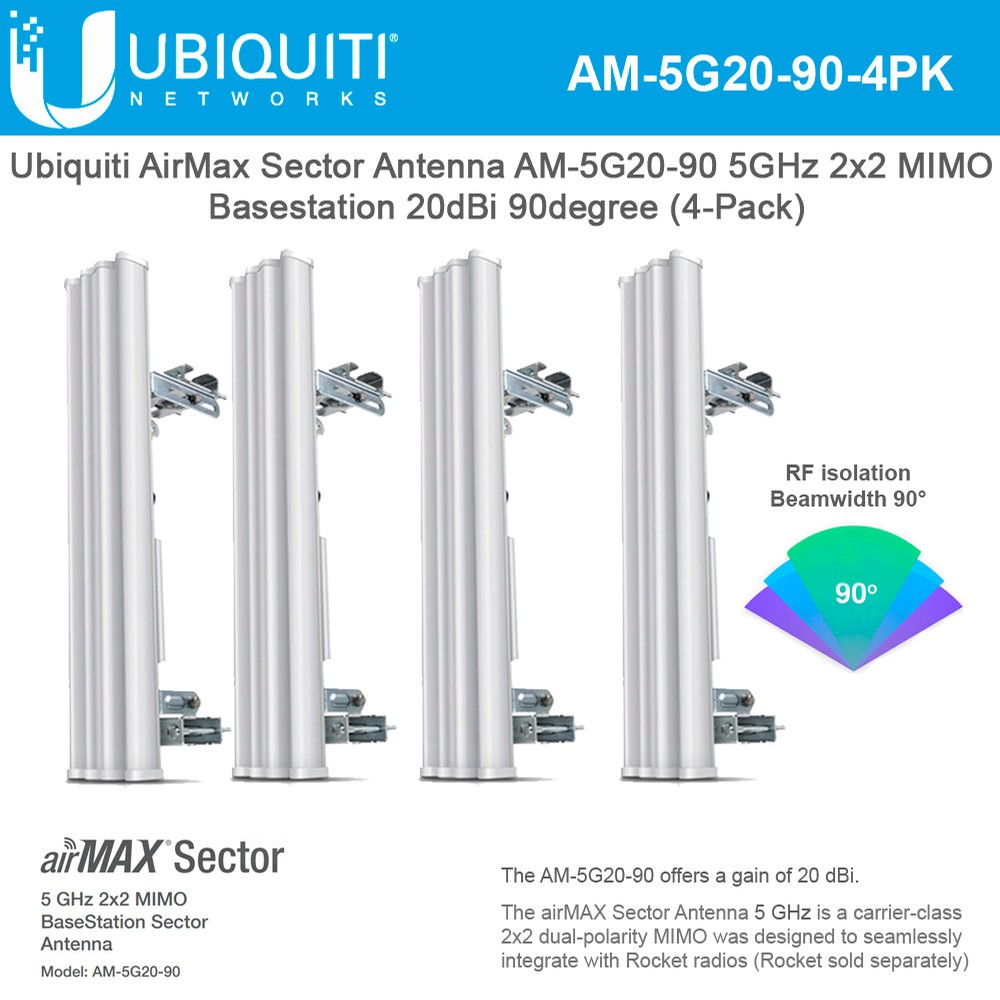 UBIQUITI®
NETWORKS
AM-5G20-90-4PK
Ubiquiti AirMax Sector Antenna AM-5G20-90 5GHz 2x2 MIMO
Basestation 20dBi 90degree (4-Pack)
RF isolation
Beamwidth 90°
90°
airMAX® Sector
5 GHz 2x2 MIMO
BaseStation Sector
Antenna
Model: AM-5G20-90
The AM-5G20-90 offers a gain of 20 dBi.
The airMAX Sector Antenna 5 GHz is a carrier-class
2x2 dual-polarity MIMO was designed to seamlessly
integrate with Rocket radios (Rocket sold separately)